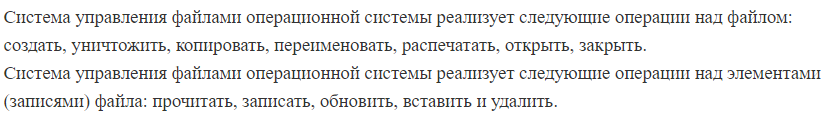 Система управления файлами операционной системы реализует следующие операции над файлом:
создать, уничтожить, копировать, переименовать, распечатать, открыть, закрыть.
Система управления файлами операционной системы реализует следующие операции над элементами
(записями) файла: прочитать, записать, обновить, вставить и удалить.